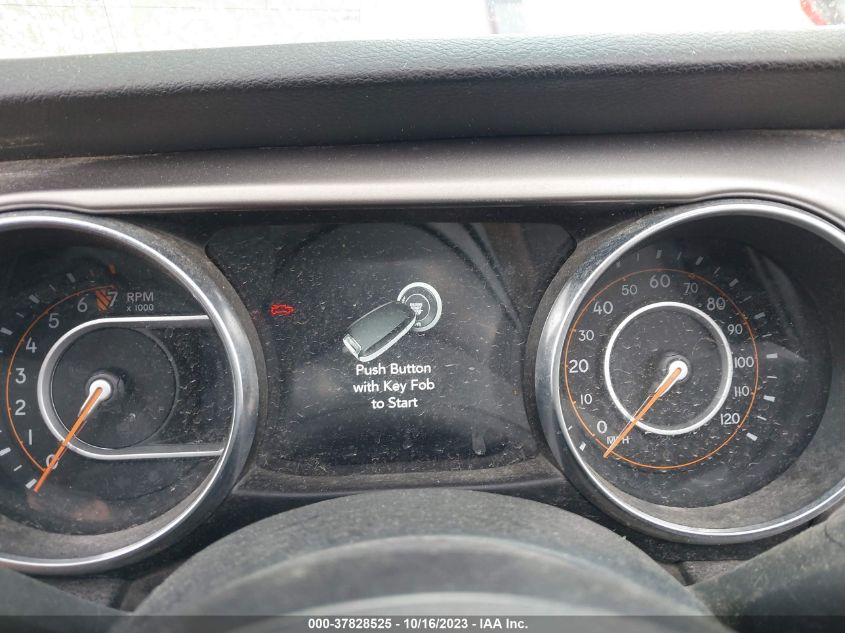 7 RPM
6 x 1000
5
4
3
2
1
0
Push Button
with Key Fob
to Start
60
50 70
40 80
30 90
20 100
10 110
0 120
MPH
000-37828525 - 10/16/2023 - IAA Inc.